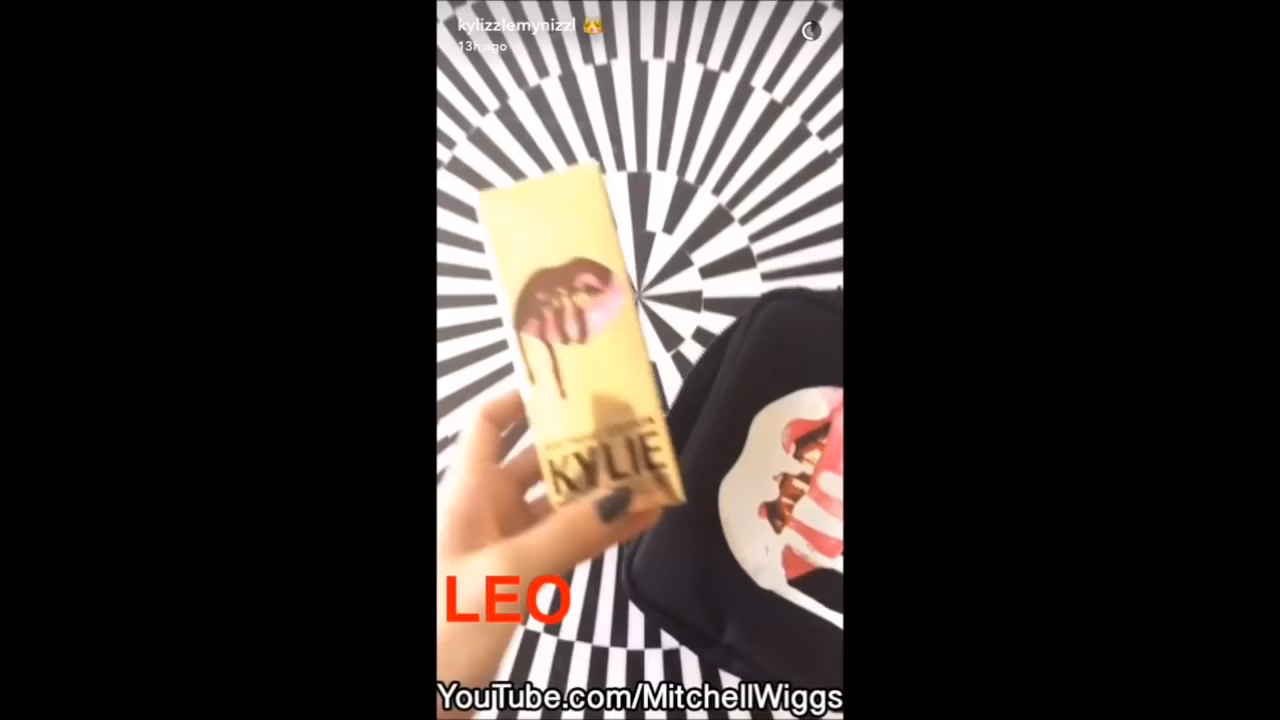 kylizzlemynizzl 👸
13h ago
KYLIE
LEO
YouTube.com/MitchellWiggs